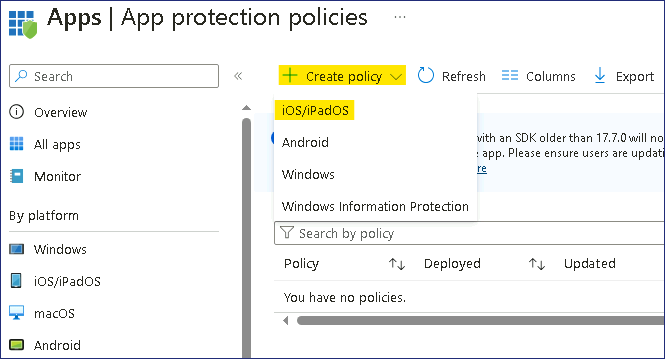 Apps | App protection policies ...
Search
«
Create policy
Refresh
Columns
Export
iOS/iPadOS
Android
Windows
Windows Information Protection
with an SDK older than 17.7.0 will no
app. Please ensure users are updatin
re
Overview
All apps
Monitor
By platform
Windows
iOS/iPadOS
macOS
Android
Search by policy
Policy
Deployed
Updated
You have no policies.